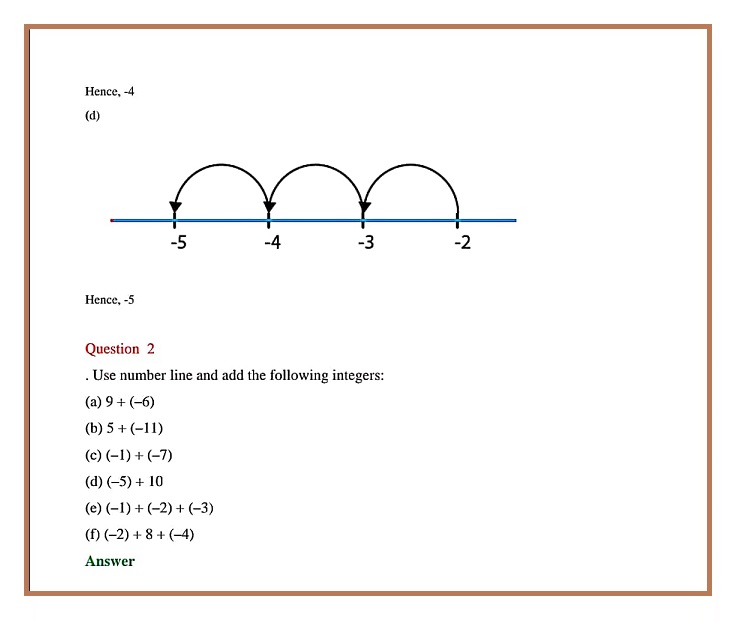 Hence, -4
(d)
-5 -4 -3 -2
Hence, -5
Question 2
. Use number line and add the following integers:
(a) 9 + (–6)
(b) 5 + (–11)
(c) (–1) + (–7)
(d) (–5) + 10
(e) (–1) + (–2) + (–3)
(f) (–2) + 8 + (–4)
Answer